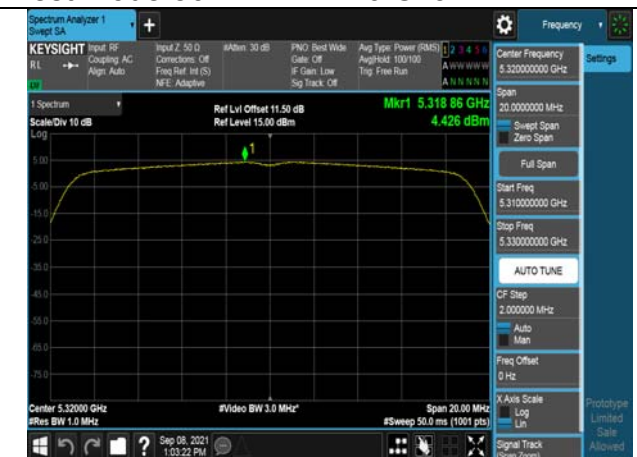 Spectrum Analyzer 1
Swept SA
Frequency
KEYSIGHT
Input: RF
Input Z: 50 Ω
#Atten: 30 dB
PNO: Best Wide
Avg Type: Power (RMS)
1 2 3 4 5 6
RL
Coupling: AC
Corrections: Off
Gate: Off
Avg|Hold: 100/100
A W W W W W
Align: Auto
Freq Ref: Int (S)
IF Gain: Low
Trig: Free Run
NFE: Adaptive
Sig Track: Off
A N N N N N
1 Spectrum
Ref Lvl Offset 11.50 dB
Mkr1 5.318 86 GHz
Scale/Div 10 dB
Ref Level 15.00 dBm
4.426 dBm
Log
1
5.00
-5.00
-15.0
-25.0
-35.0
-45.0
-55.0
-65.0
-75.0
Center 5.32000 GHz
#Video BW 3.0 MHz*
Span 20.00 MHz
#Res BW 1.0 MHz
#Sweep 50.0 ms (1001 pts)
Sep 08, 2021
1:03:22 PM
Center Frequency
5.320000000 GHz
Settings
Span
20.0000000 MHz
Swept Span
Zero Span
Full Span
Start Freq
5.310000000 GHz
Stop Freq
5.330000000 GHz
AUTO TUNE
CF Step
2.000000 MHz
Auto
Man
Freq Offset
0 Hz
X Axis Scale
Log
Lin
Signal Track
(Span Zoom)
Prototype
Limited
Sale
Allowed